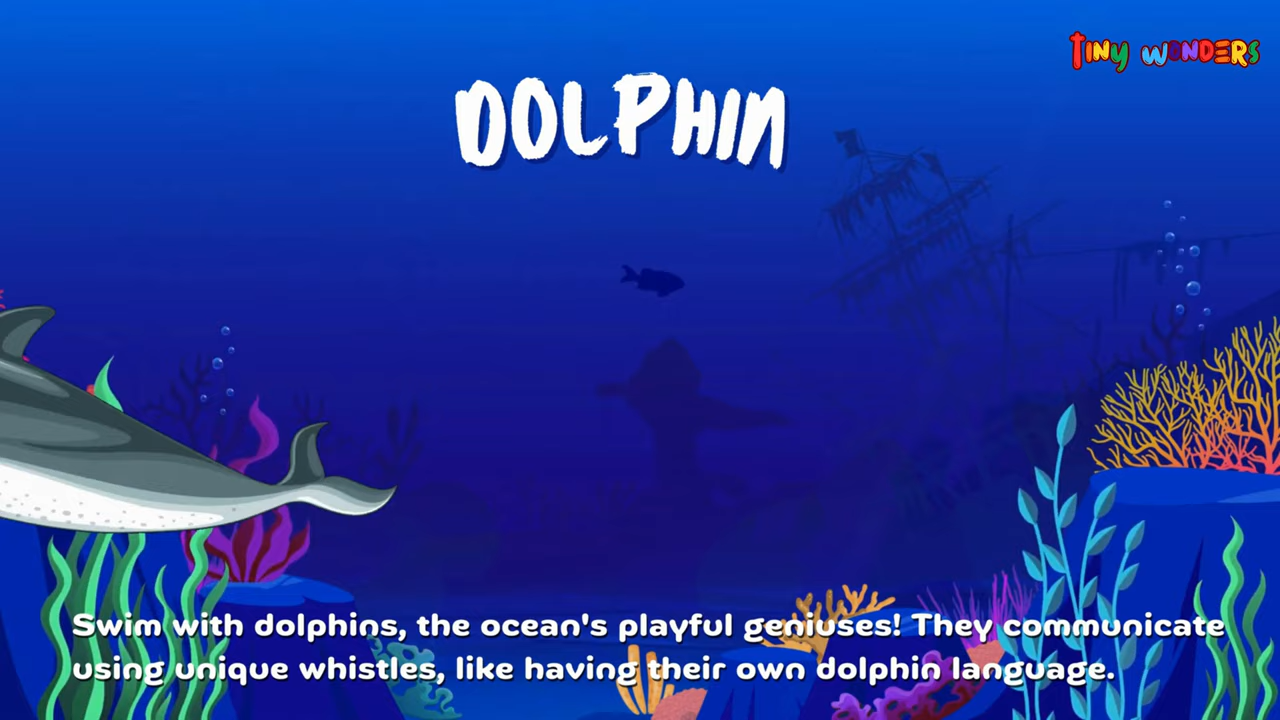 TINY WONDERS
DOLPHIN
Swim with dolphins, the ocean's playful geniuses! They communicate
using unique whistles, like having their own dolphin language.